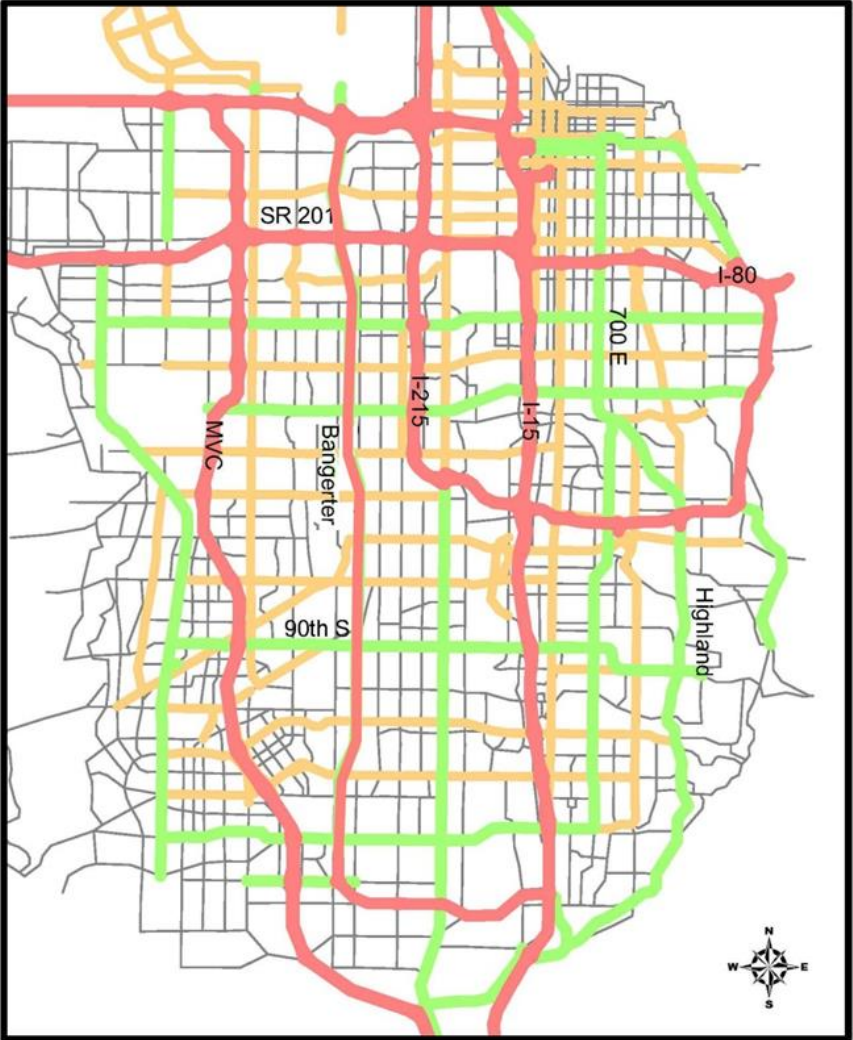 SR 201
I-80
700 E
I-215
I-15
MVC
Bangerter
90th S
Highland
N
W
E
S